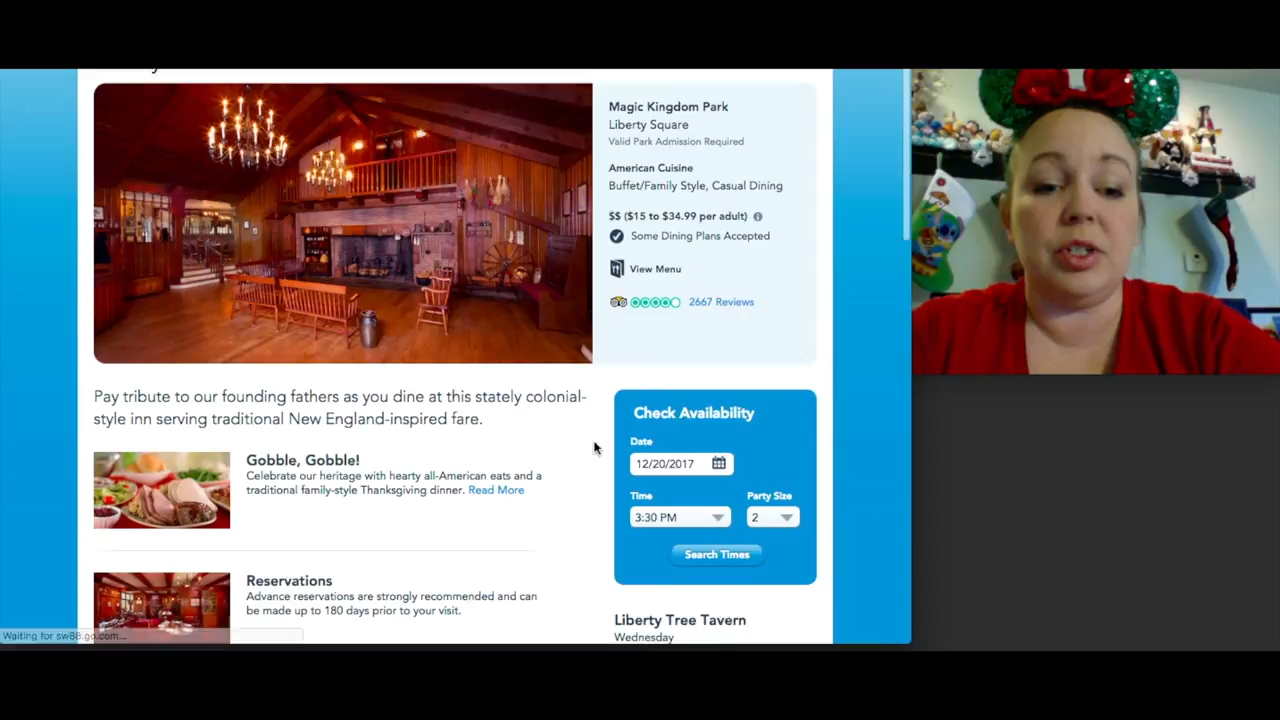 Magic Kingdom Park
Liberty Square
Valid Park Admission Required
American Cuisine
Buffet/Family Style, Casual Dining
$$ ($15 to $34.99 per adult)
Some Dining Plans Accepted
View Menu
2667 Reviews
Pay tribute to our founding fathers as you dine at this stately colonial-
style inn serving traditional New England-inspired fare.
Gobble, Gobble!
Celebrate our heritage with hearty all-American eats and a
traditional family-style Thanksgiving dinner. Read More
Reservations
Advance reservations are strongly recommended and can
be made up to 180 days prior to your visit.
Check Availability
Date
12/20/2017
Time Party Size
3:30 PM 2
Search Times
Liberty Tree Tavern
Wednesday
Waiting for sw88.go.com...